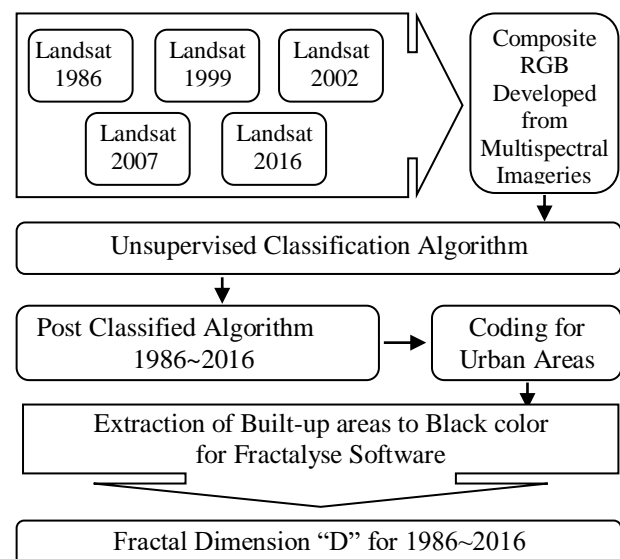 Landsat
1986
Landsat
1999
Landsat
2002
Landsat
2007
Landsat
2016
Composite
RGB
Developed
from
Multispectral
Imageries
Unsupervised Classification Algorithm
Post Classified Algorithm
1986~2016
Coding for
Urban Areas
Extraction of Built-up areas to Black color
for Fractalyse Software
Fractal Dimension “D” for 1986~2016